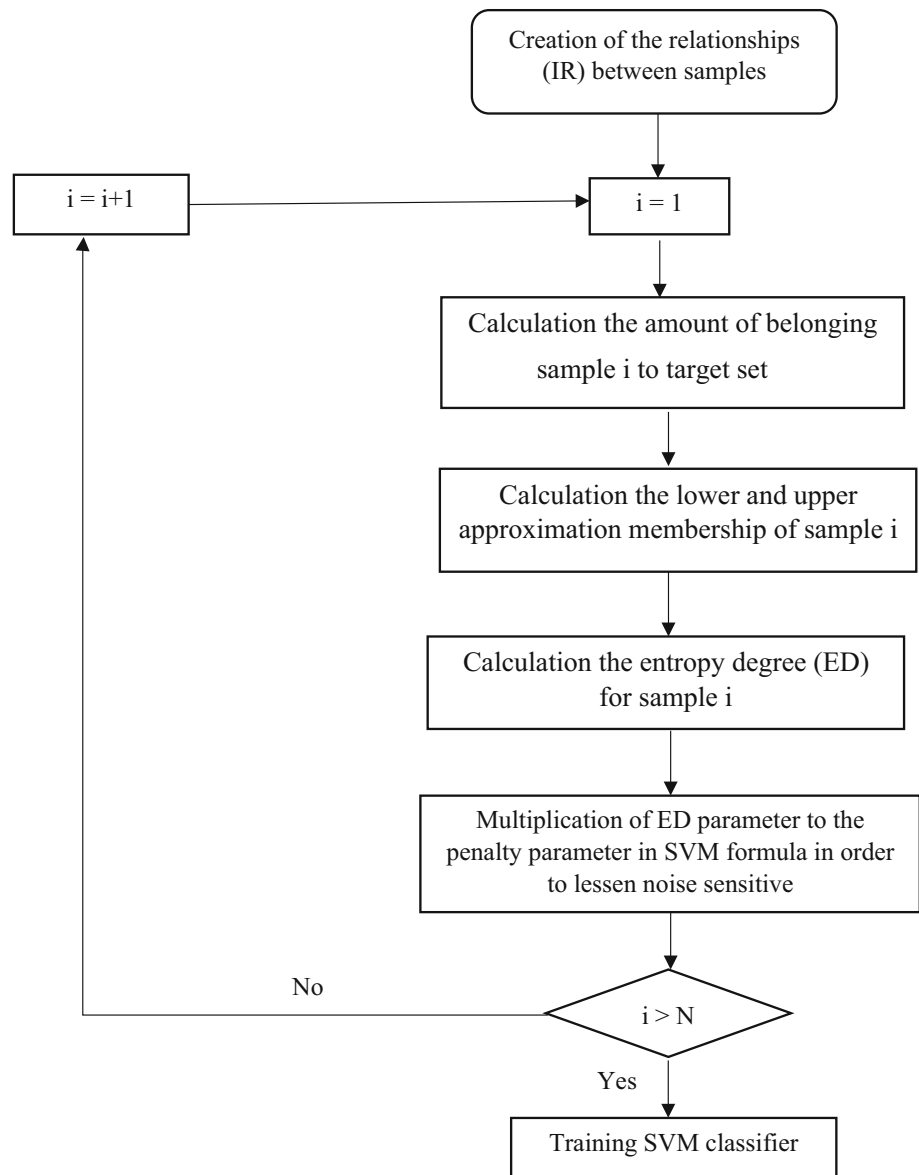 Creation of the relationships
(IR) between samples
i = i+1
i = 1
Calculation the amount of belonging
sample i to target set
Calculation the lower and upper
approximation membership of sample i
Calculation the entropy degree (ED)
for sample i
Multiplication of ED parameter to the
penalty parameter in SVM formula in order
to lessen noise sensitive
No
i > N
Yes
Training SVM classifier